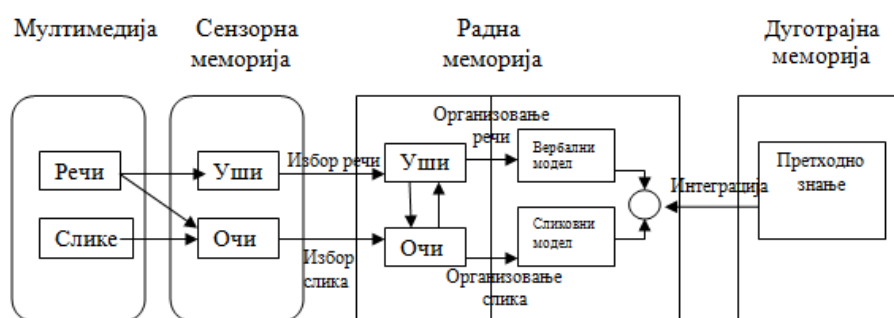 Мултимедија
Сензорна
меморија
Радна
меморија
Дуготрајна
меморија
Речи
Слике
Уши
Очи
Избор речи
Избор
слика
Уши
Очи
Организовање
речи
Организовање
слика
Вербални
модел
Сликовни
модел
Интеграција
Претходно
знање